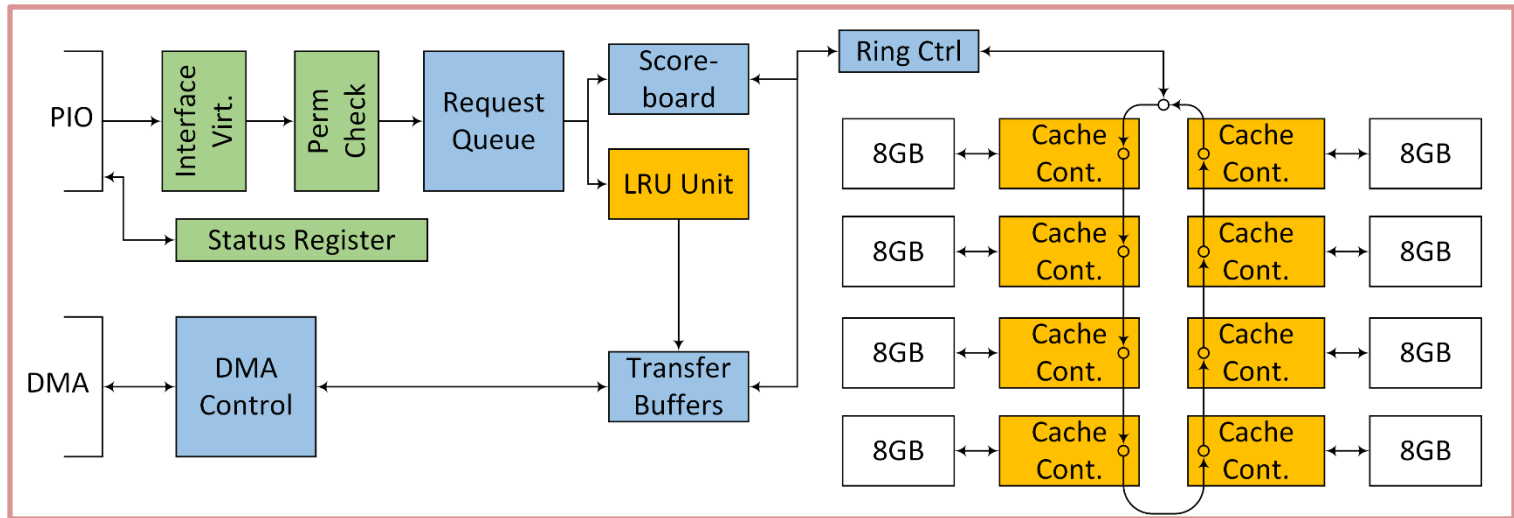 PIO
Interface
Virt.
Perm
Check
Request
Queue
Score-
board
LRU Unit
Status Register
DMA
DMA
Control
Transfer
Buffers
Ring Ctrl
8GB
Cache
Cont.
Cache
Cont.
8GB
8GB
Cache
Cont.
Cache
Cont.
8GB
8GB
Cache
Cont.
Cache
Cont.
8GB
8GB
Cache
Cont.
Cache
Cont.
8GB